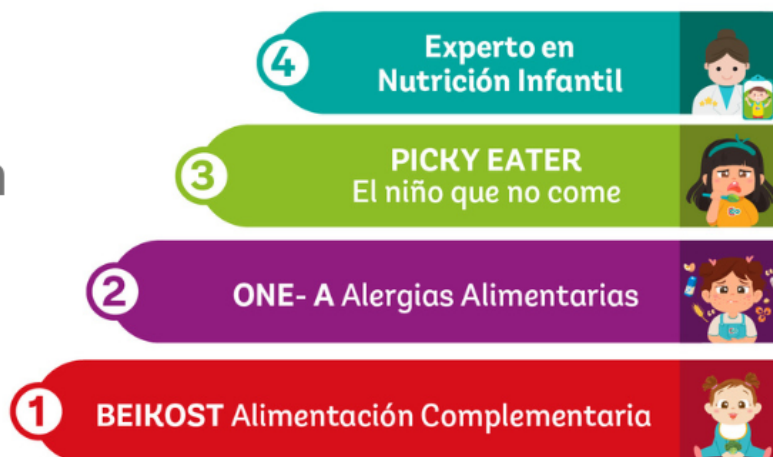 4
Experto en
Nutrición Infantil
3
PICKY EATER
El niño que no come
2
ONE- A Alergias Alimentarias
1
BEIKOST Alimentación Complementaria